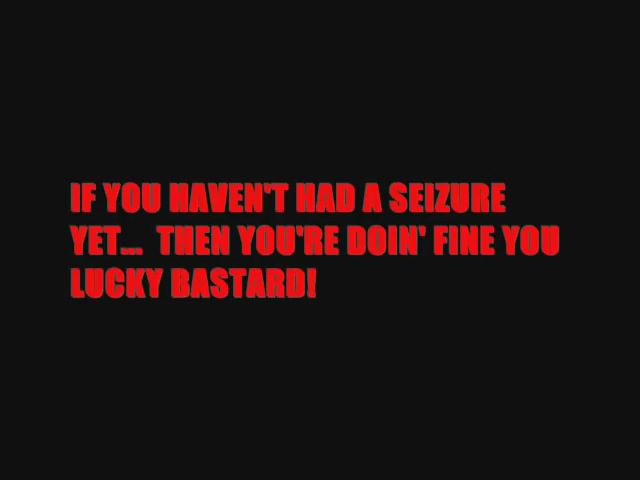 IF YOU HAVEN'T HAD A SEIZURE
YET... THEN YOU'RE DOIN' FINE YOU
LUCKY BASTARD!